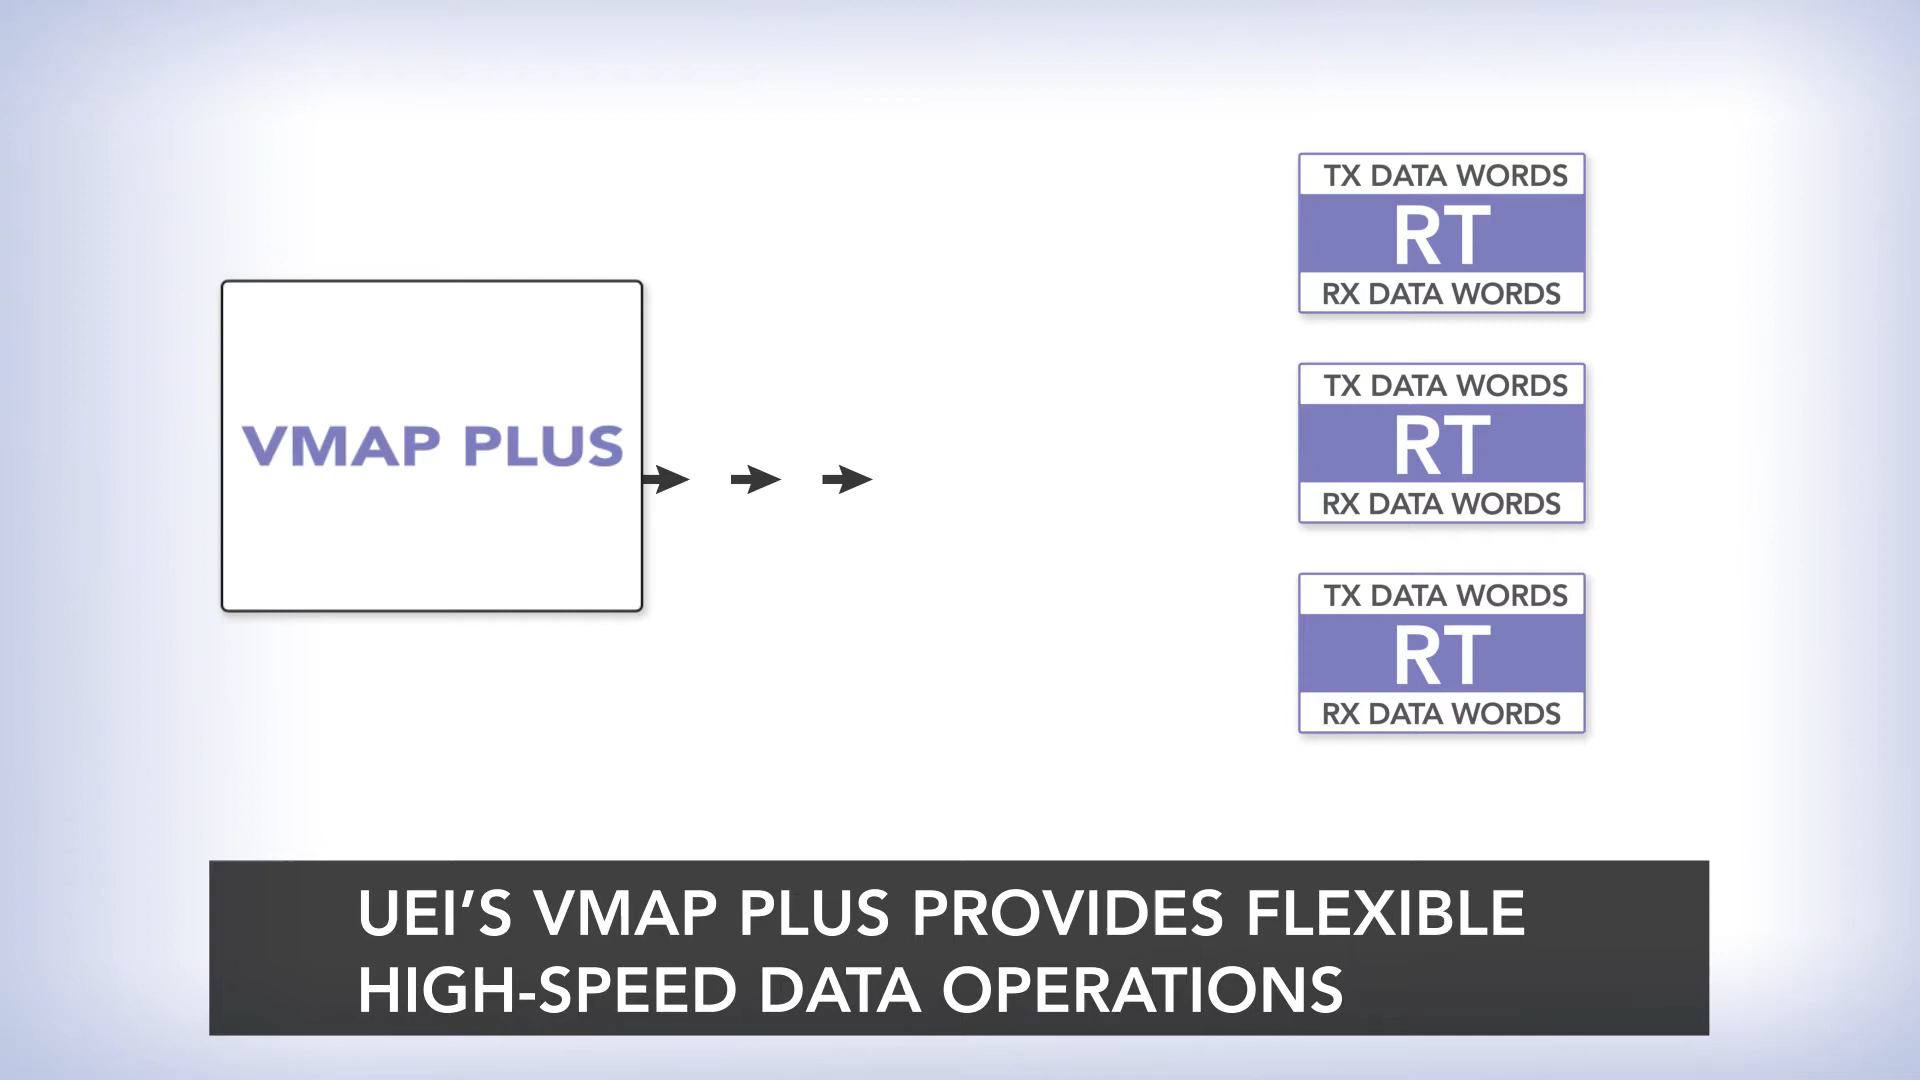 VMAP PLUS
TX DATA WORDS
RT
RX DATA WORDS
TX DATA WORDS
RT
RX DATA WORDS
TX DATA WORDS
RT
RX DATA WORDS
UEI’S VMAP PLUS PROVIDES FLEXIBLE
HIGH-SPEED DATA OPERATIONS